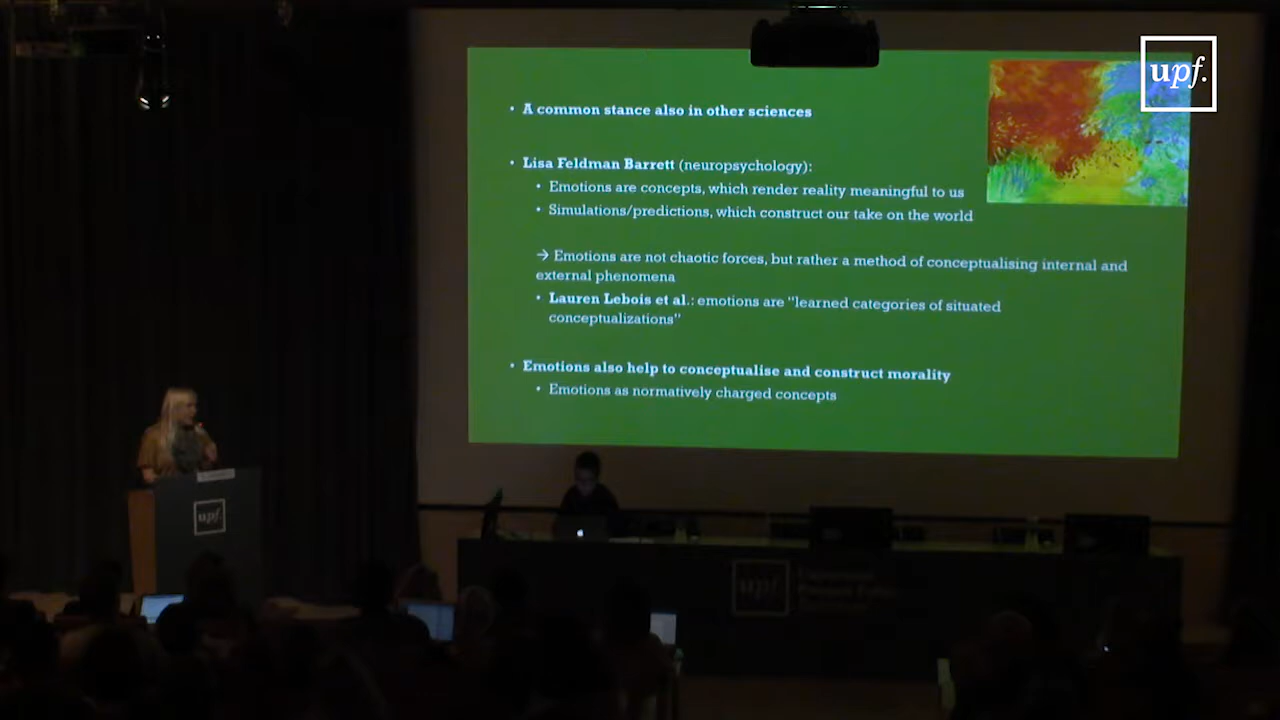 upf.
• A common stance also in other sciences
• Lisa Feldman Barrett (neuropsychology):
• Emotions are concepts, which render reality meaningful to us
• Simulations/predictions, which construct our take on the world
→ Emotions are not chaotic forces, but rather a method of conceptualising internal and
external phenomena
• Lauren Lebois et al.: emotions are “learned categories of situated
conceptualizations”
• Emotions also help to conceptualise and construct morality
• Emotions as normatively charged concepts
upf.
upf.